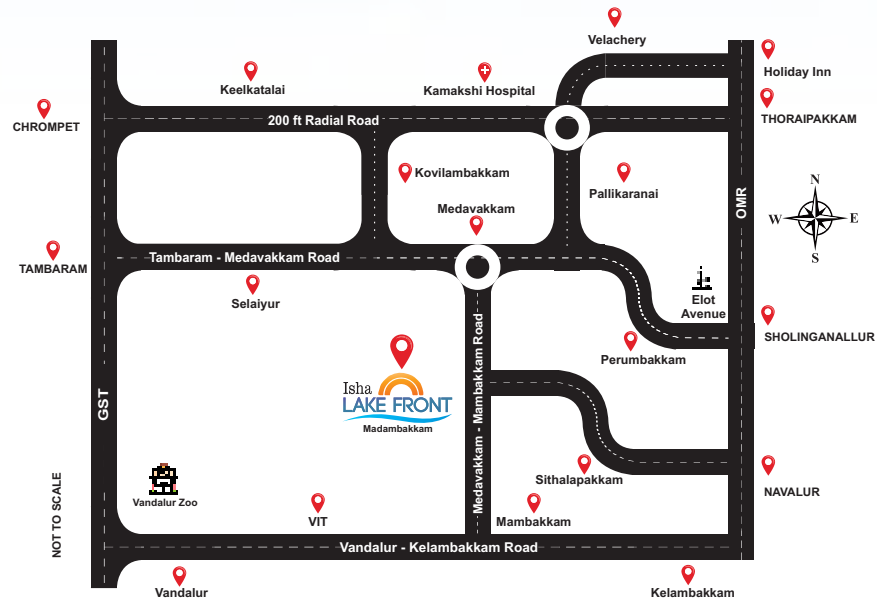 Velachery
Holiday Inn
Keelkatalai
Kamakshi Hospital
CHROMPET
200 ft Radial Road
THORAIPAKKAM
Kovilambakkam
Pallikaranai
Medavakkam
OMR
N
W
E
S
TAMBARAM
Tambaram - Medavakkam Road
Selaiyur
Elot
Avenue
SHOLINGANALLUR
Perumbakkam
GST
Isha
LAKE FRONT
Madambakkam
Medavakkam - Mambakkam Road
Sithalapakkam
NAVALUR
Vandalur Zoo
NOT TO SCALE
VIT
Mambakkam
Vandalur - Kelambakkam Road
Vandalur
Kelambakkam